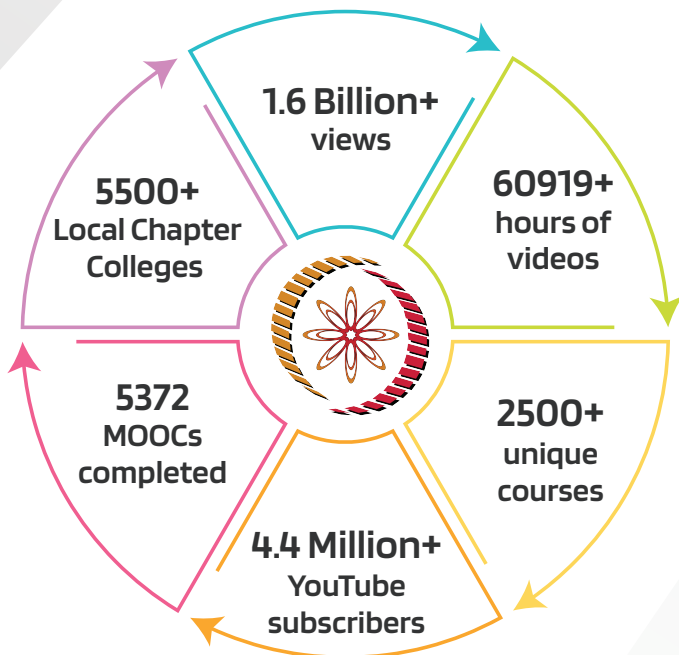 1.6 Billion+
views
60919+
hours of
videos
2500+
unique
courses
4.4 Million+
YouTube
subscribers
5372
MOOCs
completed
5500+
Local Chapter
Colleges